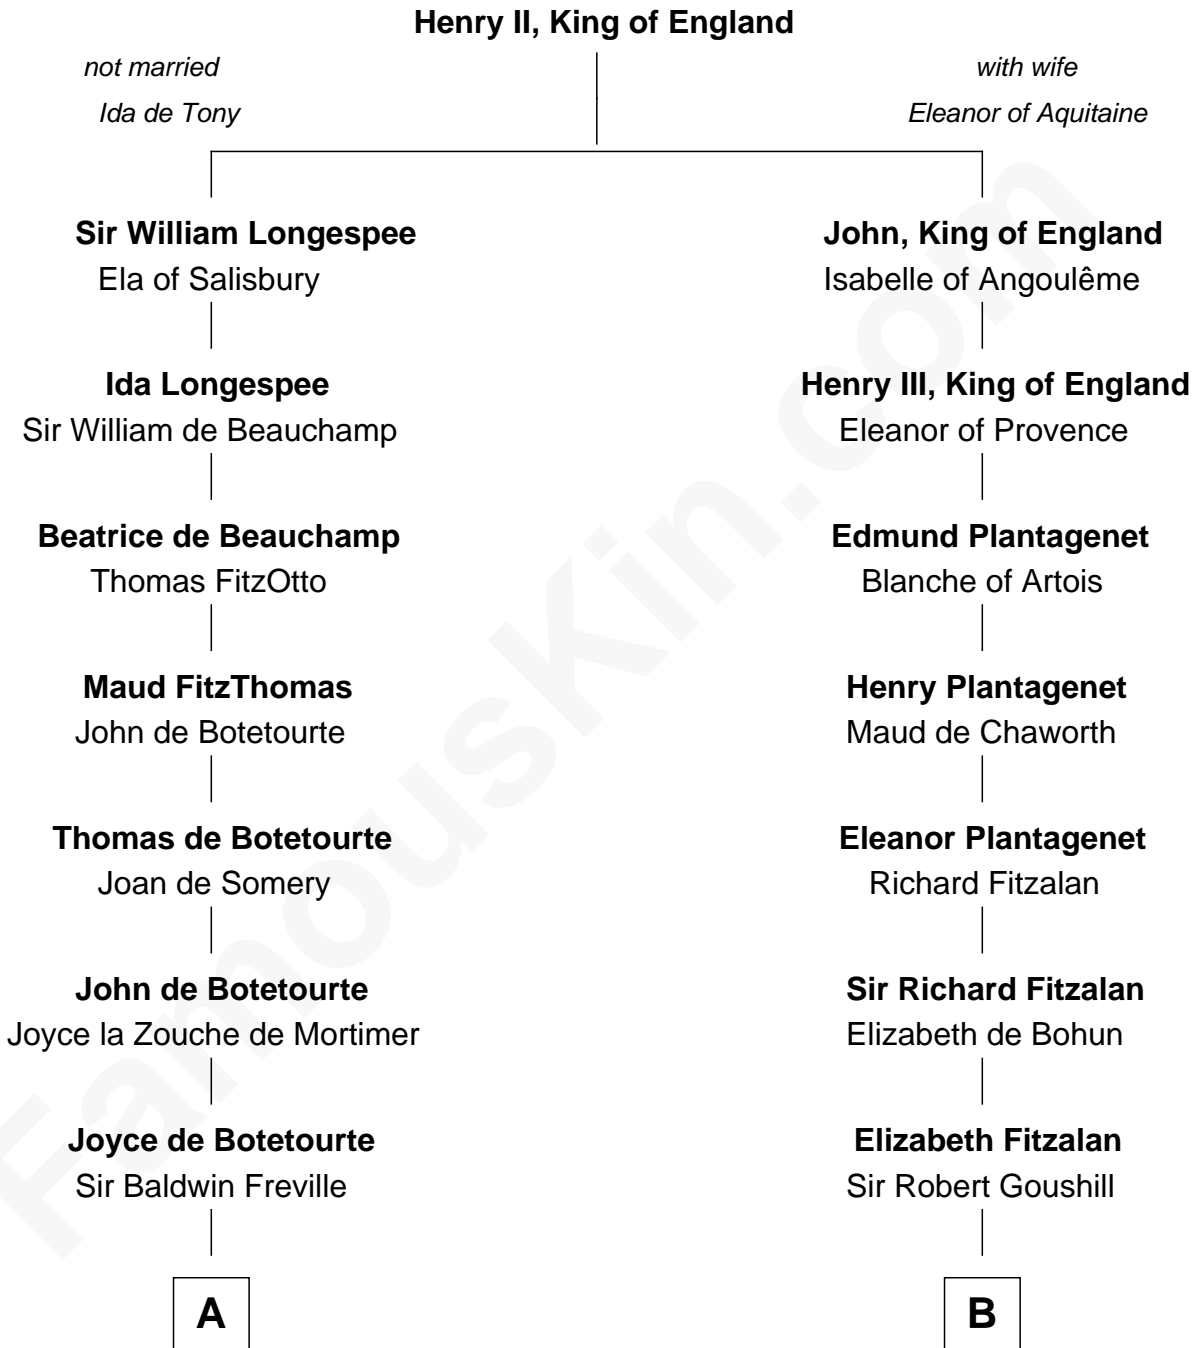 Henry II, King of England
not married
Ida de Tony
with wife
Eleanor of Aquitaine
Sir William Longespee
Ela of Salisbury
Ida Longespee
Sir William de Beauchamp
Beatrice de Beauchamp
Thomas FitzOtto
Maud FitzThomas
John de Botetourte
Thomas de Botetourte
Joan de Somery
John de Botetourte
Joyce la Zouche de Mortimer
Joyce de Botetourte
Sir Baldwin Freville
A
John, King of England
Isabelle of Angoulême
Henry III, King of England
Eleanor of Provence
Edmund Plantagenet
Blanche of Artois
Henry Plantagenet
Maud de Chaworth
Eleanor Plantagenet
Richard Fitzalan
Sir Richard Fitzalan
Elizabeth de Bohun
Elizabeth Fitzalan
Sir Robert Goushill
B
FamousKin.com